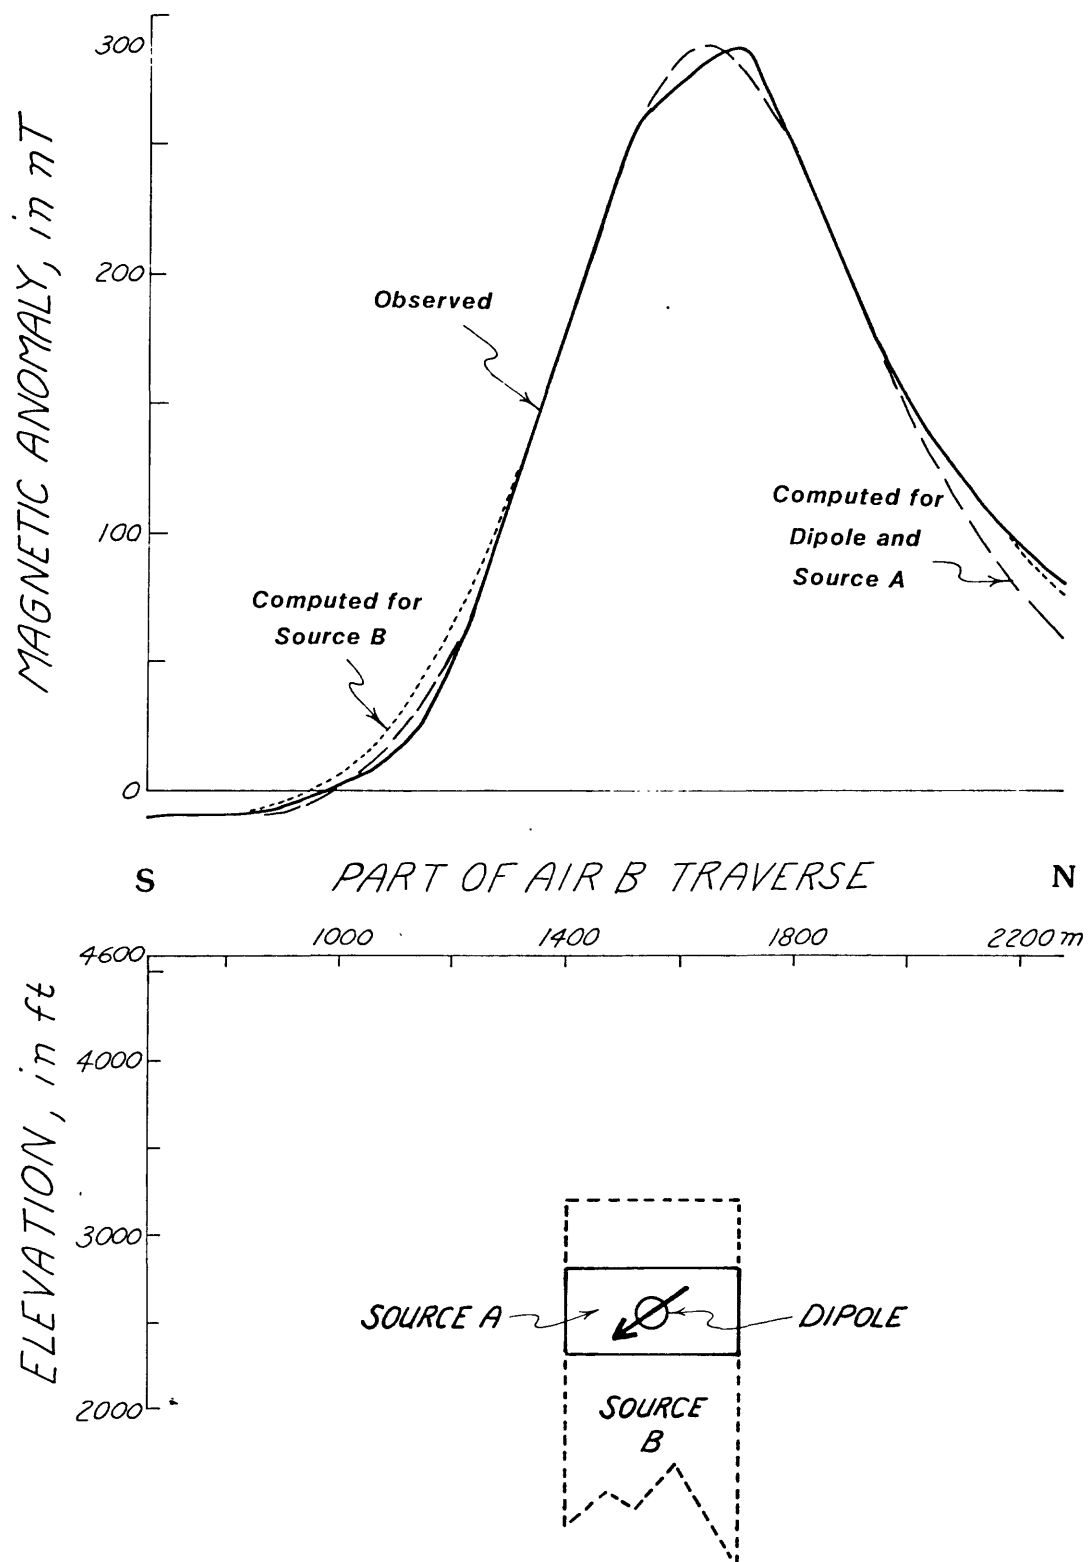 MAGNETIC ANOMALY, in nT
300
200
100
0
Observed
Computed for
Source B
Computed for
Dipole and
Source A
S
PART OF AIR B TRAVERSE
N
1000
1400
1800
2200 m
ELEVATION, in ft
4600
4000
3000
2000
SOURCE A
DIPOLE
SOURCE
B